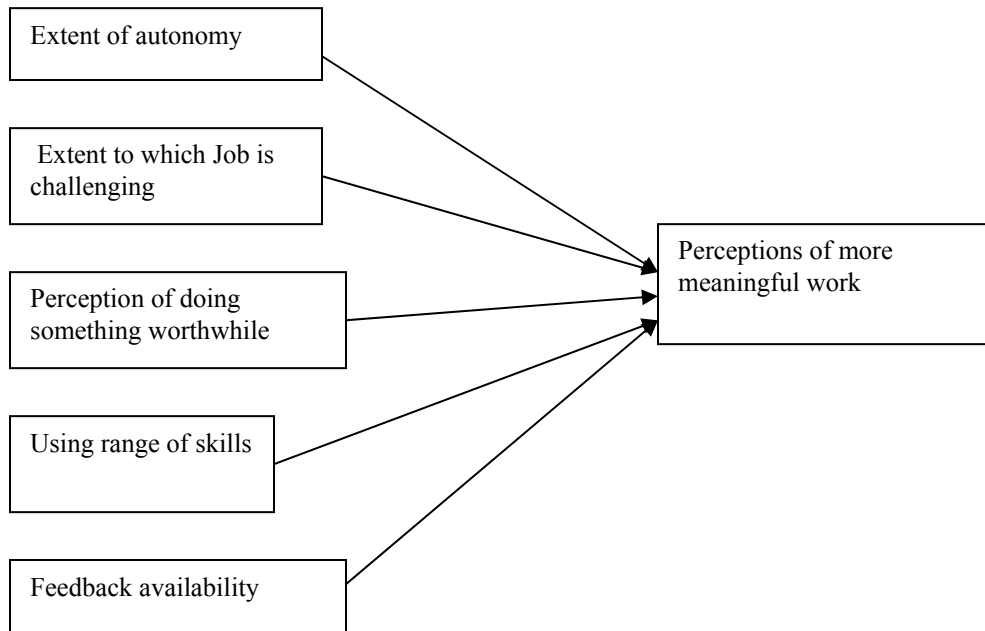 Extent of autonomy
Extent to which Job is
challenging
Perception of doing
something worthwhile
Using range of skills
Feedback availability
Perceptions of more
meaningful work